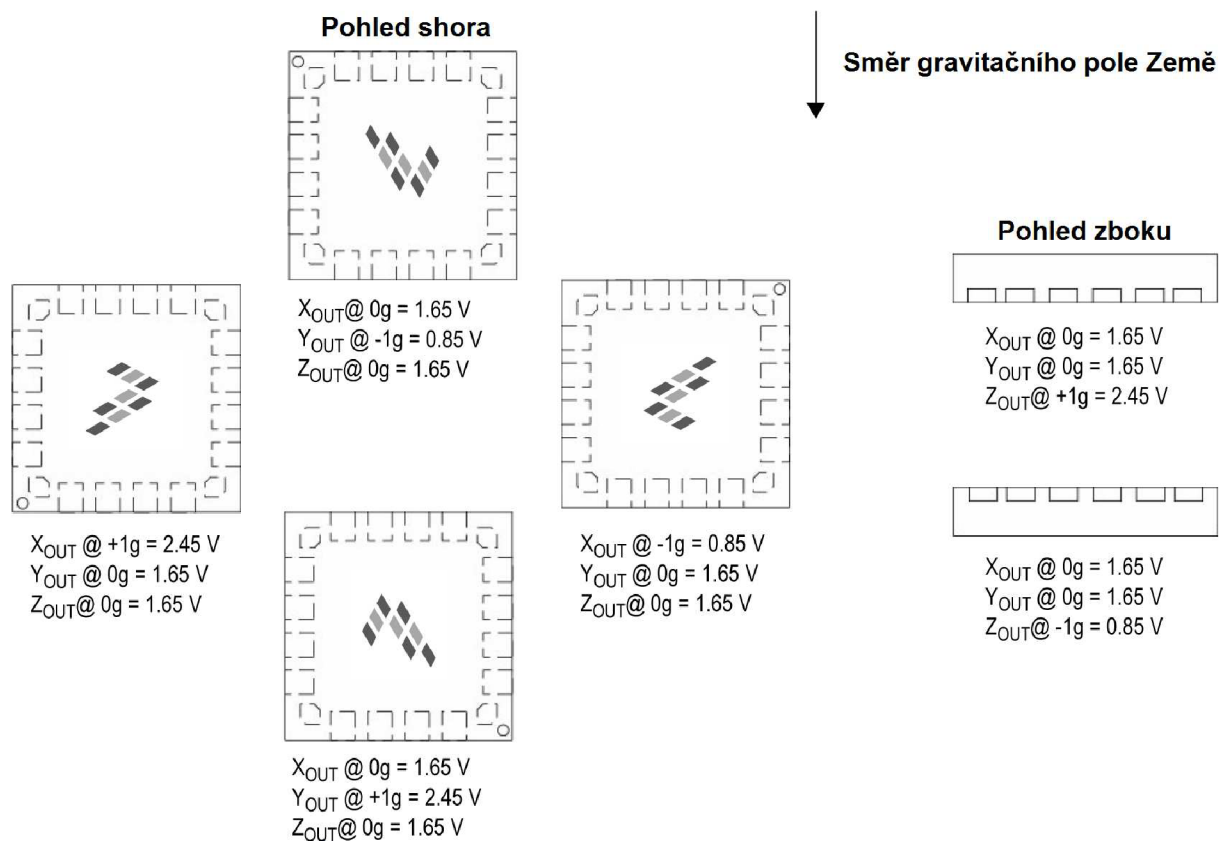 Pohled shora
Směr gravitačního pole Země
Pohled zboku
XOUT@ 0g = 1.65 V
YOUT @ -1g = 0.85 V
ZOUT@ 0g = 1.65 V
XOUT @ +1g = 2.45 V
YOUT @ 0g = 1.65 V
ZOUT@ 0g = 1.65 V
XOUT @ -1g = 0.85 V
YOUT @ 0g = 1.65 V
ZOUT@ 0g = 1.65 V
XOUT @ 0g = 1.65 V
YOUT @ 0g = 1.65 V
ZOUT@ +1g = 2.45 V
XOUT @ 0g = 1.65 V
YOUT @ 0g = 1.65 V
ZOUT@ -1g = 0.85 V
XOUT @ 0g = 1.65 V
YOUT @ +1g = 2.45 V
ZOUT@ 0g = 1.65 V